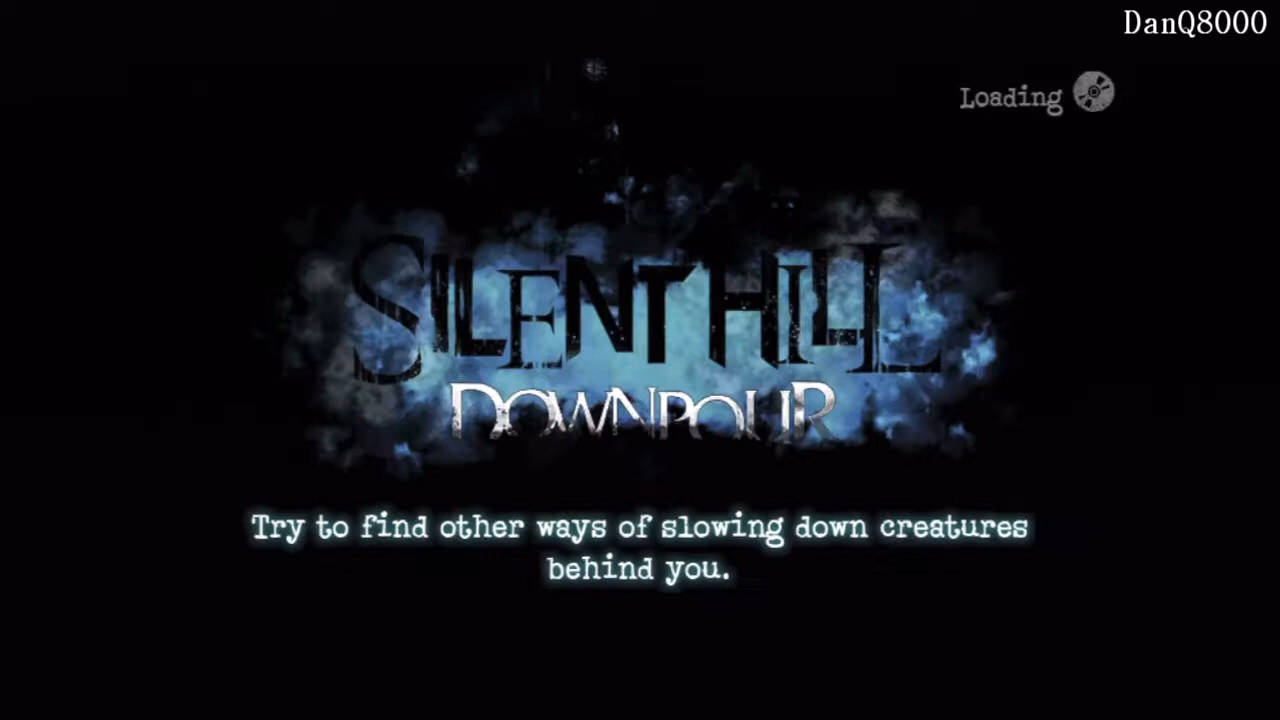 DanQ8000
Loading
SILENT HILL
DOWNPOUR
Try to find other ways of slowing down creatures
behind you.